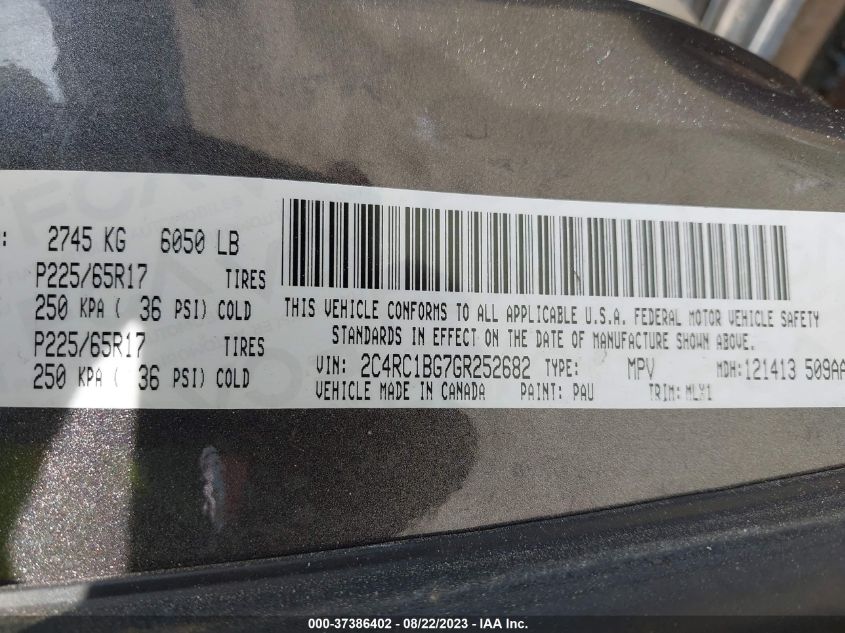 : 2745 KG 6050 LB
P225/65R17 TIRES
250 KPA ( 36 PSI) COLD
P225/65R17 TIRES
250 KPA ( 36 PSI) COLD
THIS VEHICLE CONFORMS TO ALL APPLICABLE U.S.A. FEDERAL MOTOR VEHICLE SAFETY
STANDARDS IN EFFECT ON THE DATE OF MANUFACTURE SHOWN ABOVE.
VIN: 2C4RC1BG7GR252682 TYPE: MPV MDH:121413 509AA
VEHICLE MADE IN CANADA PAINT: PAU TRIM: MLX1
000-37386402 - 08/22/2023 - IAA Inc.